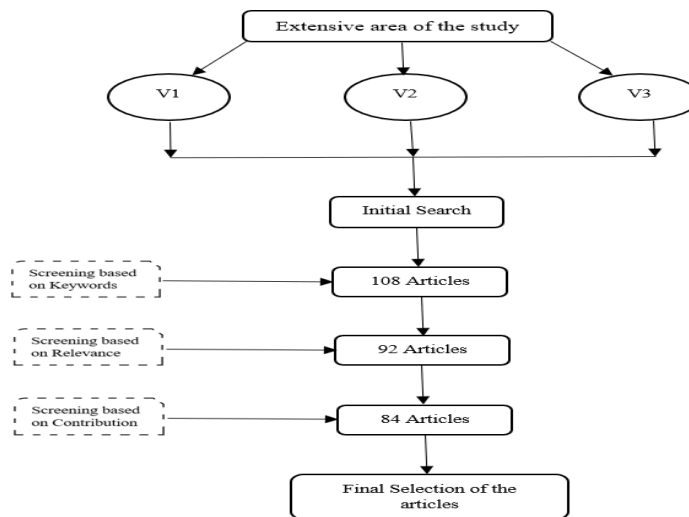 Extensive area of the study
V1
V2
V3
Initial Search
Screening based
on Keywords
108 Articles
Screening based
on Relevance
92 Articles
Screening based
on Contribution
84 Articles
Final Selection of the
articles